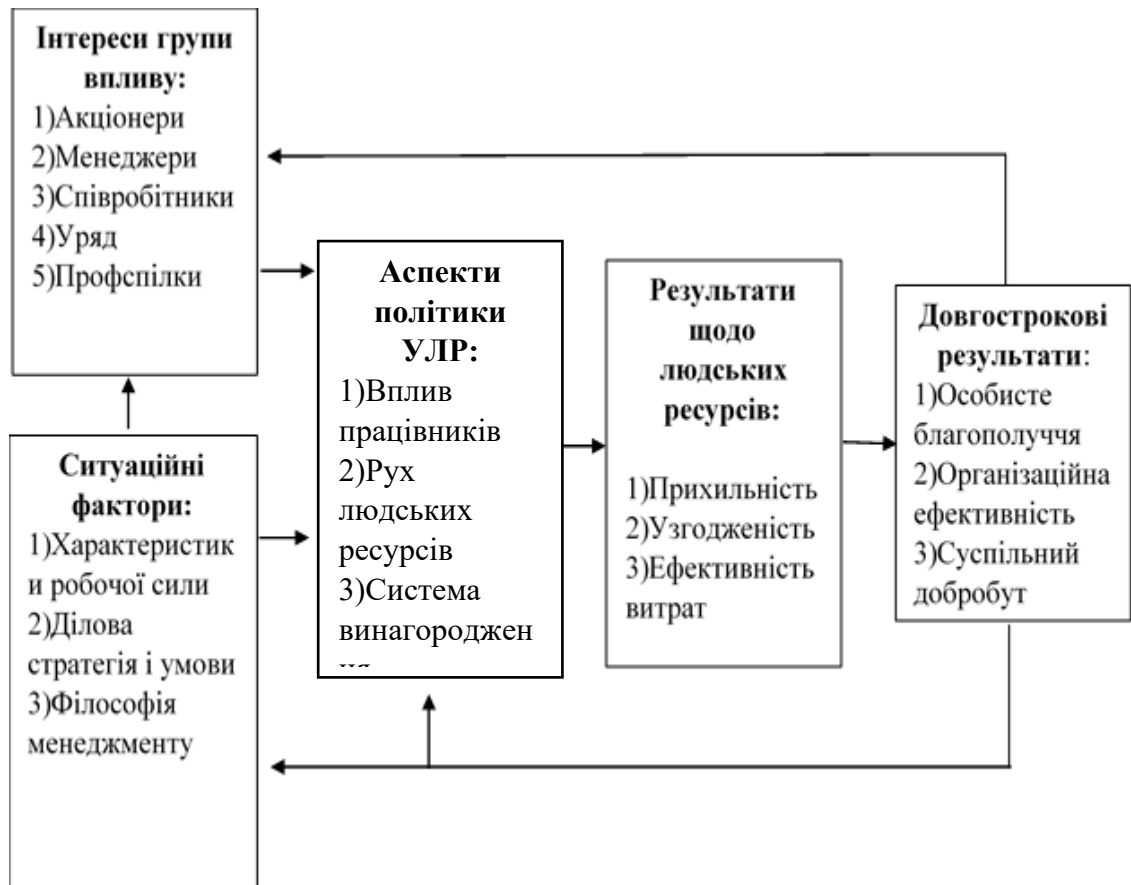 Інтереси групи
впливу:
1)Акціонери
2)Менеджери
3)Співробітники
4)Уряд
5)Профспілки
Ситуаційні
фактори:
1)Характеристик
и робочої сили
2)Ділова
стратегія і умови
3)Філософія
менеджменту
Аспекти
політики
УЛР:
1)Вплив
працівників
2)Рух
людських
ресурсів
3)Система
винагороджен
Результати
щодо
людських
ресурсів:
1)Прихильність
2)Узгодженість
3)Ефективність
витрат
Довгострокові
результати:
1)Особисте
благополуччя
2)Організаційна
ефективність
3)Суспільний
добробут